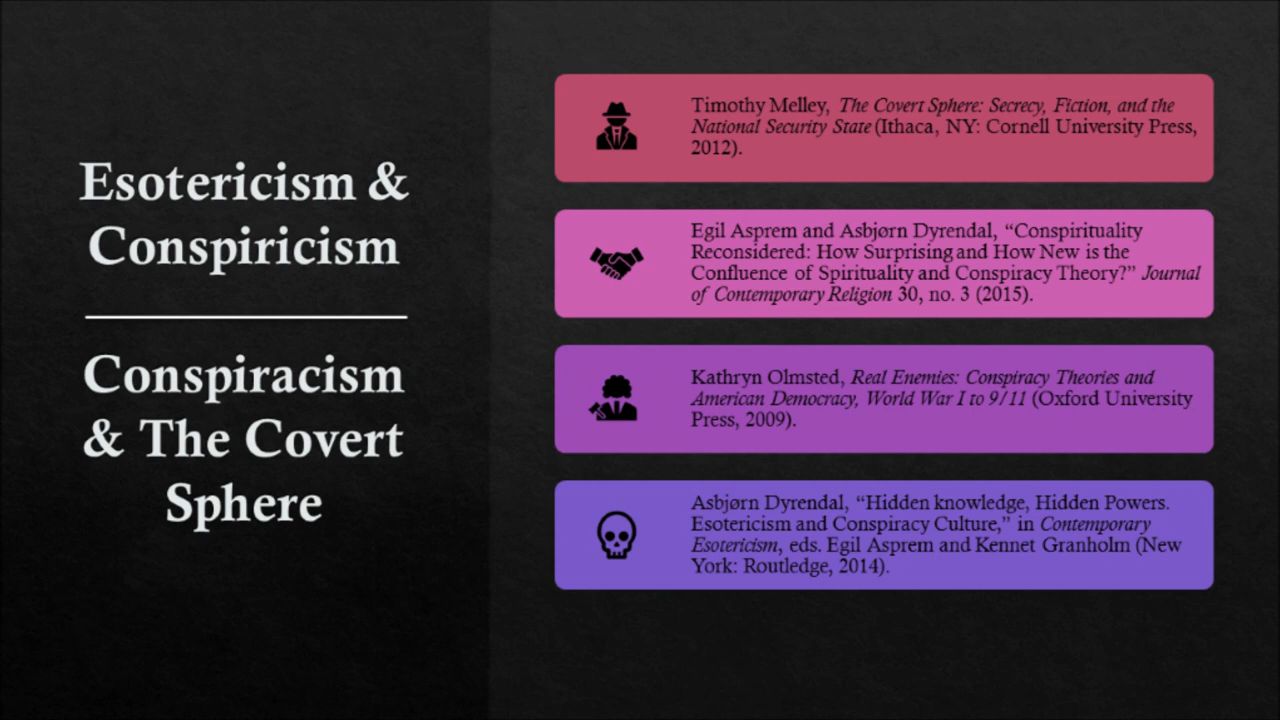 Esotericism &
Conspiricism
Conspiracism
& The Covert
Sphere
Timothy Melley, The Covert Sphere: Secrecy, Fiction, and the
National Security State (Ithaca, NY: Cornell University Press,
2012).
Egil Asprem and Asbjørn Dyrendal, “Conspirituality
Reconsidered: How Surprising and How New is the
Confluence of Spirituality and Conspiracy Theory?” Journal
of Contemporary Religion 30, no. 3 (2015).
Kathryn Olmsted, Real Enemies: Conspiracy Theories and
American Democracy, World War I to 9/11 (Oxford University
Press, 2009).
Asbjørn Dyrendal, “Hidden knowledge, Hidden Powers.
Esotericism and Conspiracy Culture,” in Contemporary
Esotericism, eds. Egil Asprem and Kennet Granholm (New
York: Routledge, 2014).